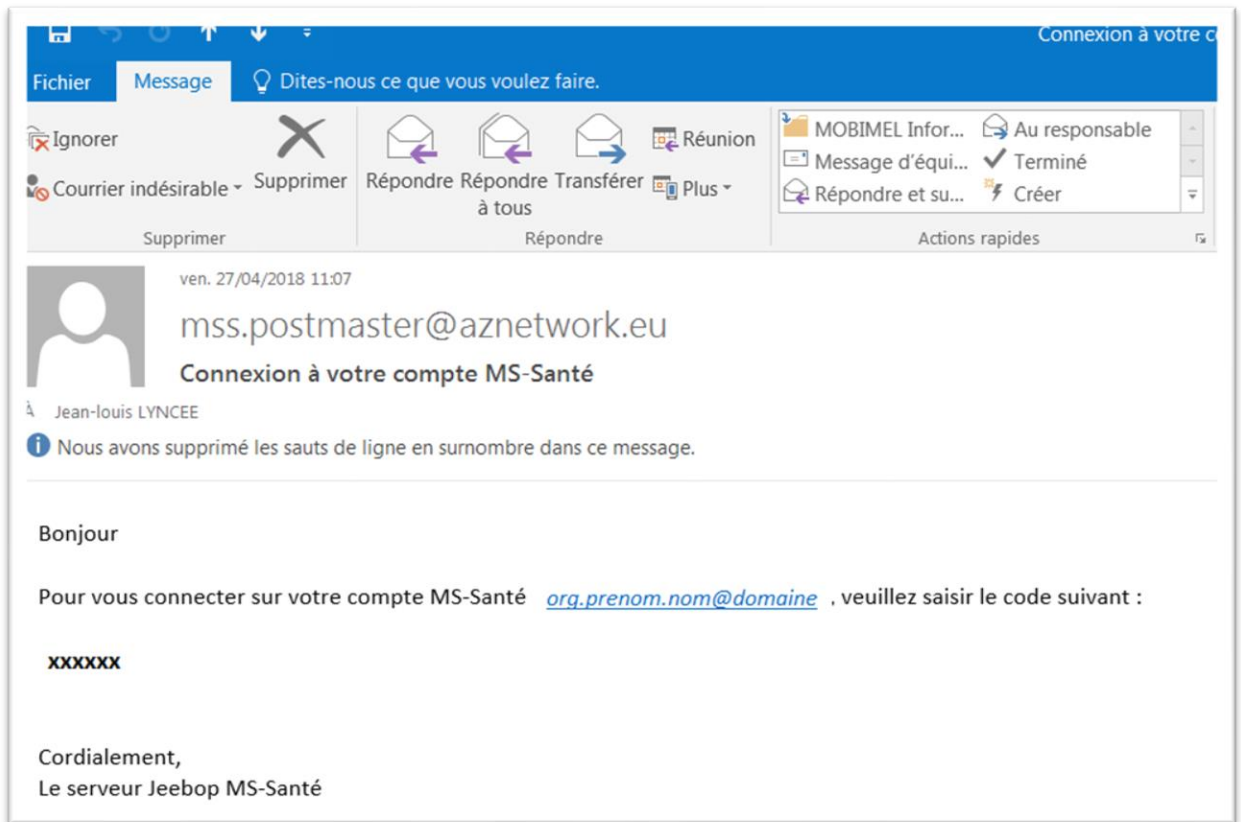 Connexion à votre c
Fichier Message Dites-nous ce que vous voulez faire.
Ignorer
Courrier indésirable
Supprimer
Répondre
Répondre à tous
Transférer
Réunion
Plus
MOBIMEL Infor...
Au responsable
Message d'équi...
Terminé
Répondre et su...
Créer
Supprimer
Répondre
Actions rapides
ven. 27/04/2018 11:07
mss.postmaster@aznetwork.eu
Connexion à votre compte MS-Santé
À Jean-louis LYNCEE
Nous avons supprimé les sauts de ligne en surnombre dans ce message.
Bonjour
Pour vous connecter sur votre compte MS-Santé org.prenom.nom@domaine , veuillez saisir le code suivant :
xxxxxx
Cordialement,
Le serveur Jeebop MS-Santé